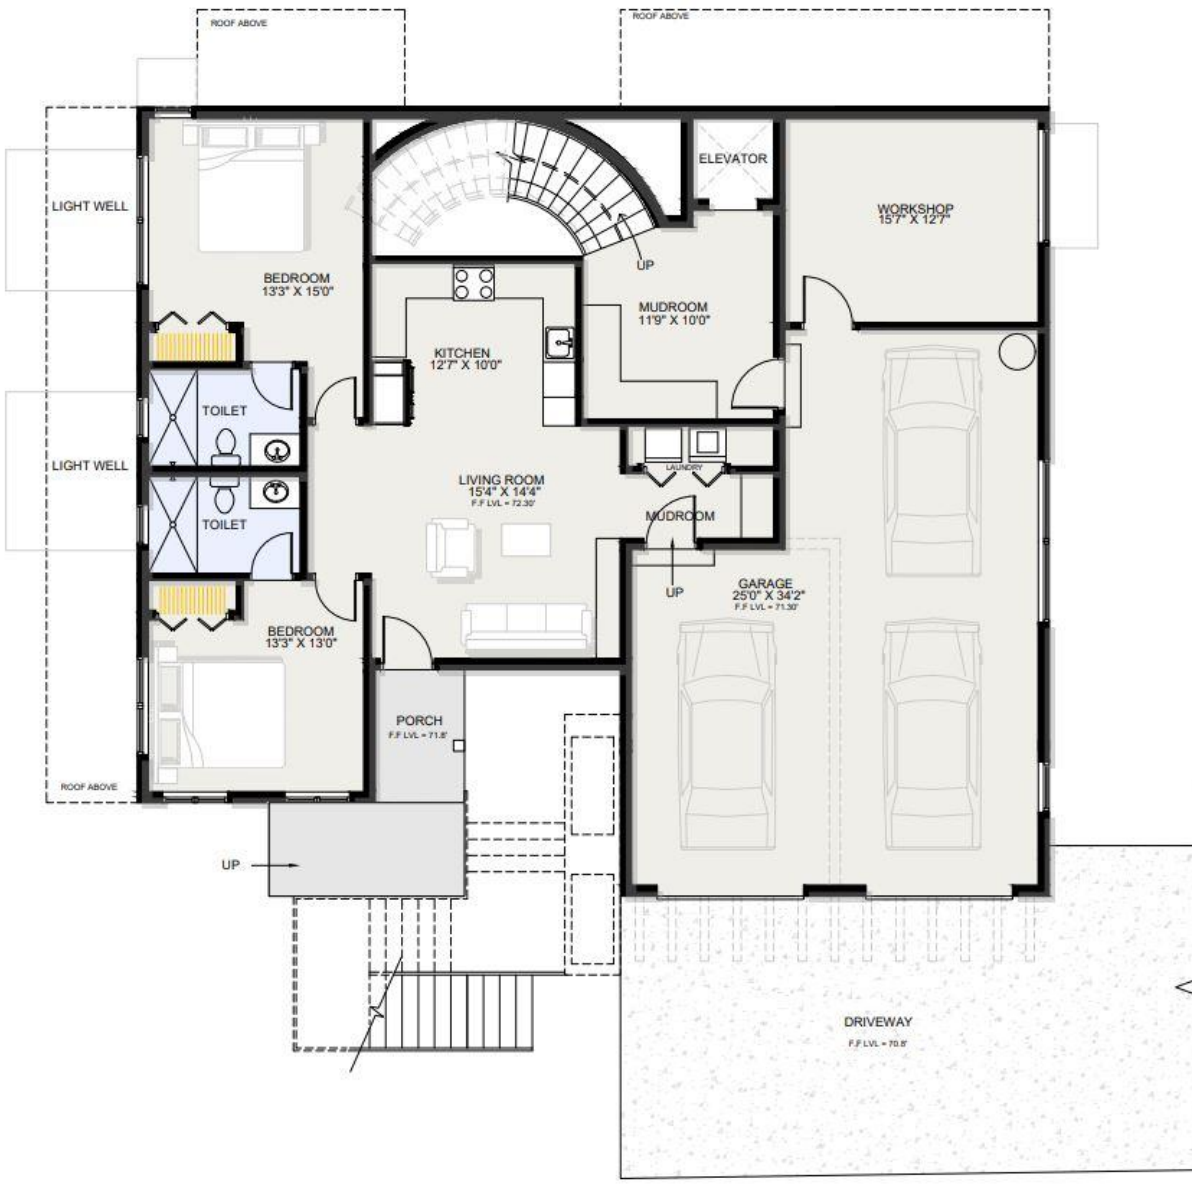 ROOF ABOVE
ROOF ABOVE
ELEVATOR
LIGHT WELL
WORKSHOP
15'7" X 12'7"
UP
BEDROOM
13'3" X 15'0"
MUDROOM
11'9" X 10'0"
KITCHEN
12'7" X 10'0"
TOILET
LIGHT WELL
LAUNDRY
LIVING ROOM
15'4" X 14'4"
F.F LVL = 72.30'
MUDROOM
TOILET
UP
GARAGE
25'0" X 34'2"
F.F LVL = 71.30'
BEDROOM
13'3" X 13'0"
PORCH
F.F LVL = 71.8'
ROOF ABOVE
UP
DRIVEWAY
F.F LVL = 70.8'